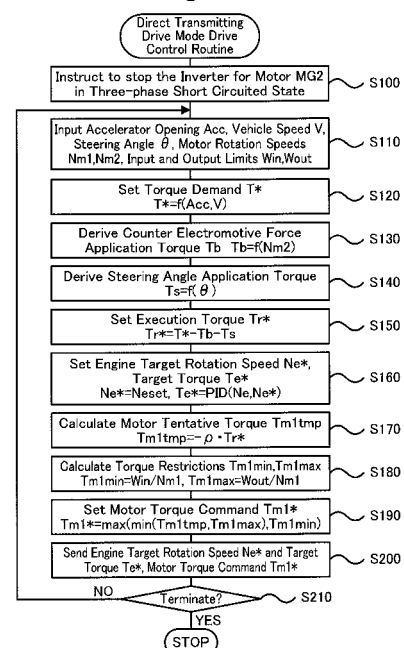 Direct Transmitting
Drive Mode Drive
Control Routine
Instruct to stop the Inverter for Motor MG2
in Three-phase Short Circuited State
S100
Input Accelerator Opening Acc, Vehicle Speed V,
Steering Angle θ, Motor Rotation Speeds
Nm1,Nm2, Input and Output Limits Win,Wout
S110
Set Torque Demand T*
T*=f(Acc,V)
S120
Derive Counter Electromotive Force
Application Torque Tb Tb=f(Nm2)
S130
Derive Steering Angle Application Torque
Ts=f(θ)
S140
Set Execution Torque Tr*
Tr*=T*-Tb-Ts
S150
Set Engine Target Rotation Speed Ne*,
Target Torque Te*
Ne*=Neset, Te*=PID(Ne,Ne*)
S160
Calculate Motor Tentative Torque Tm1tmp
Tm1tmp=-ρ・Tr*
S170
Calculate Torque Restrictions Tm1min,Tm1max
Tm1min=Win/Nm1, Tm1max=Wout/Nm1
S180
Set Motor Torque Command Tm1*
Tm1*=max(min(Tm1tmp,Tm1max),Tm1min)
S190
Send Engine Target Rotation Speed Ne* and Target
Torque Te*, Motor Torque Command Tm1*
S200
NO
Terminate?
S210
YES
STOP